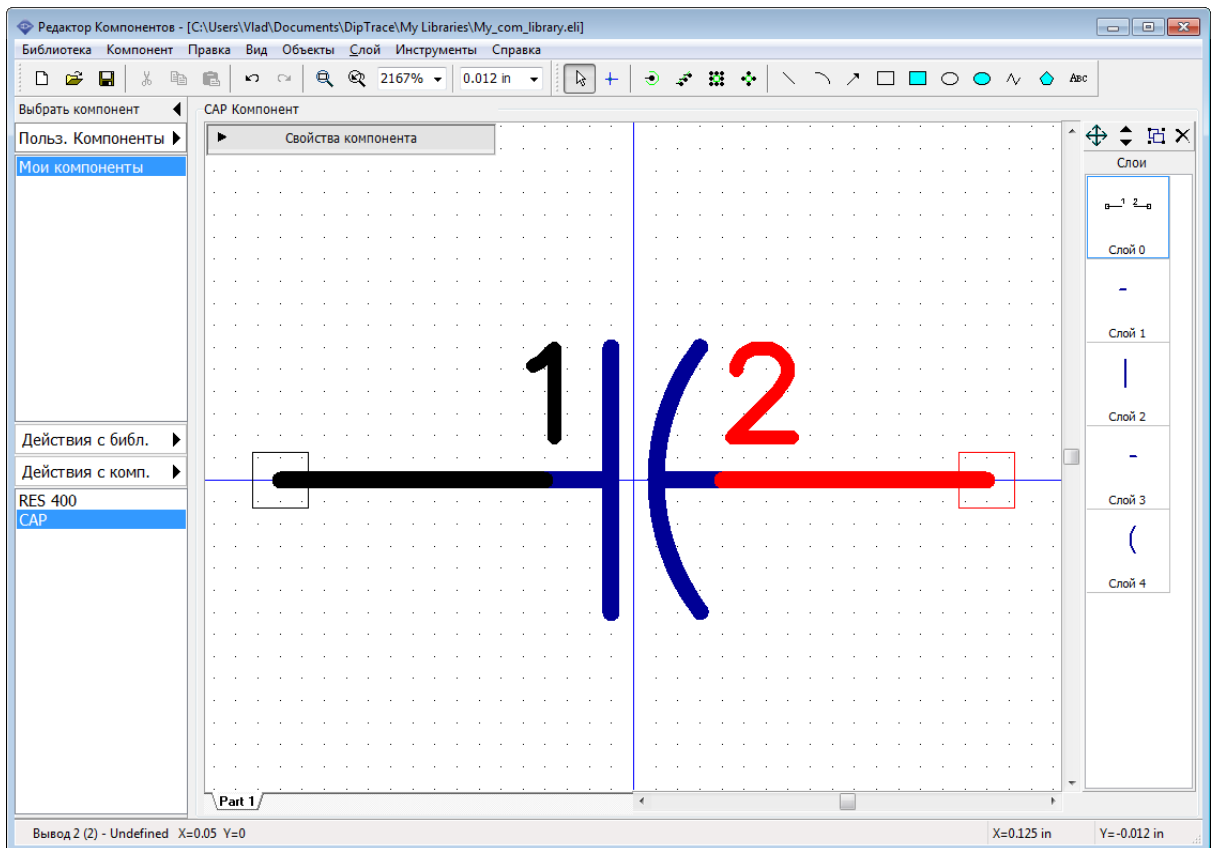 Редактор Компонентов - [C:\Users\Vlad\Documents\DipTrace\My Libraries\My_com_library.eli]
Библиотека Компонент Правка Вид Объекты Слой Инструменты Справка
2167% 0.012 in ABC
Выбрать компонент
CAP Компонент
Польз. Компоненты
Свойства компонента
Мои компоненты
Слои
1 2
Слой 0
Слой 1
1 2
Слой 2
Действия с библ.
Действия с комп.
Слой 3
RES 400
CAP
Слой 4
Part 1
Вывод 2 (2) - Undefined X=0.05 Y=0 X=0.125 in Y=-0.012 in